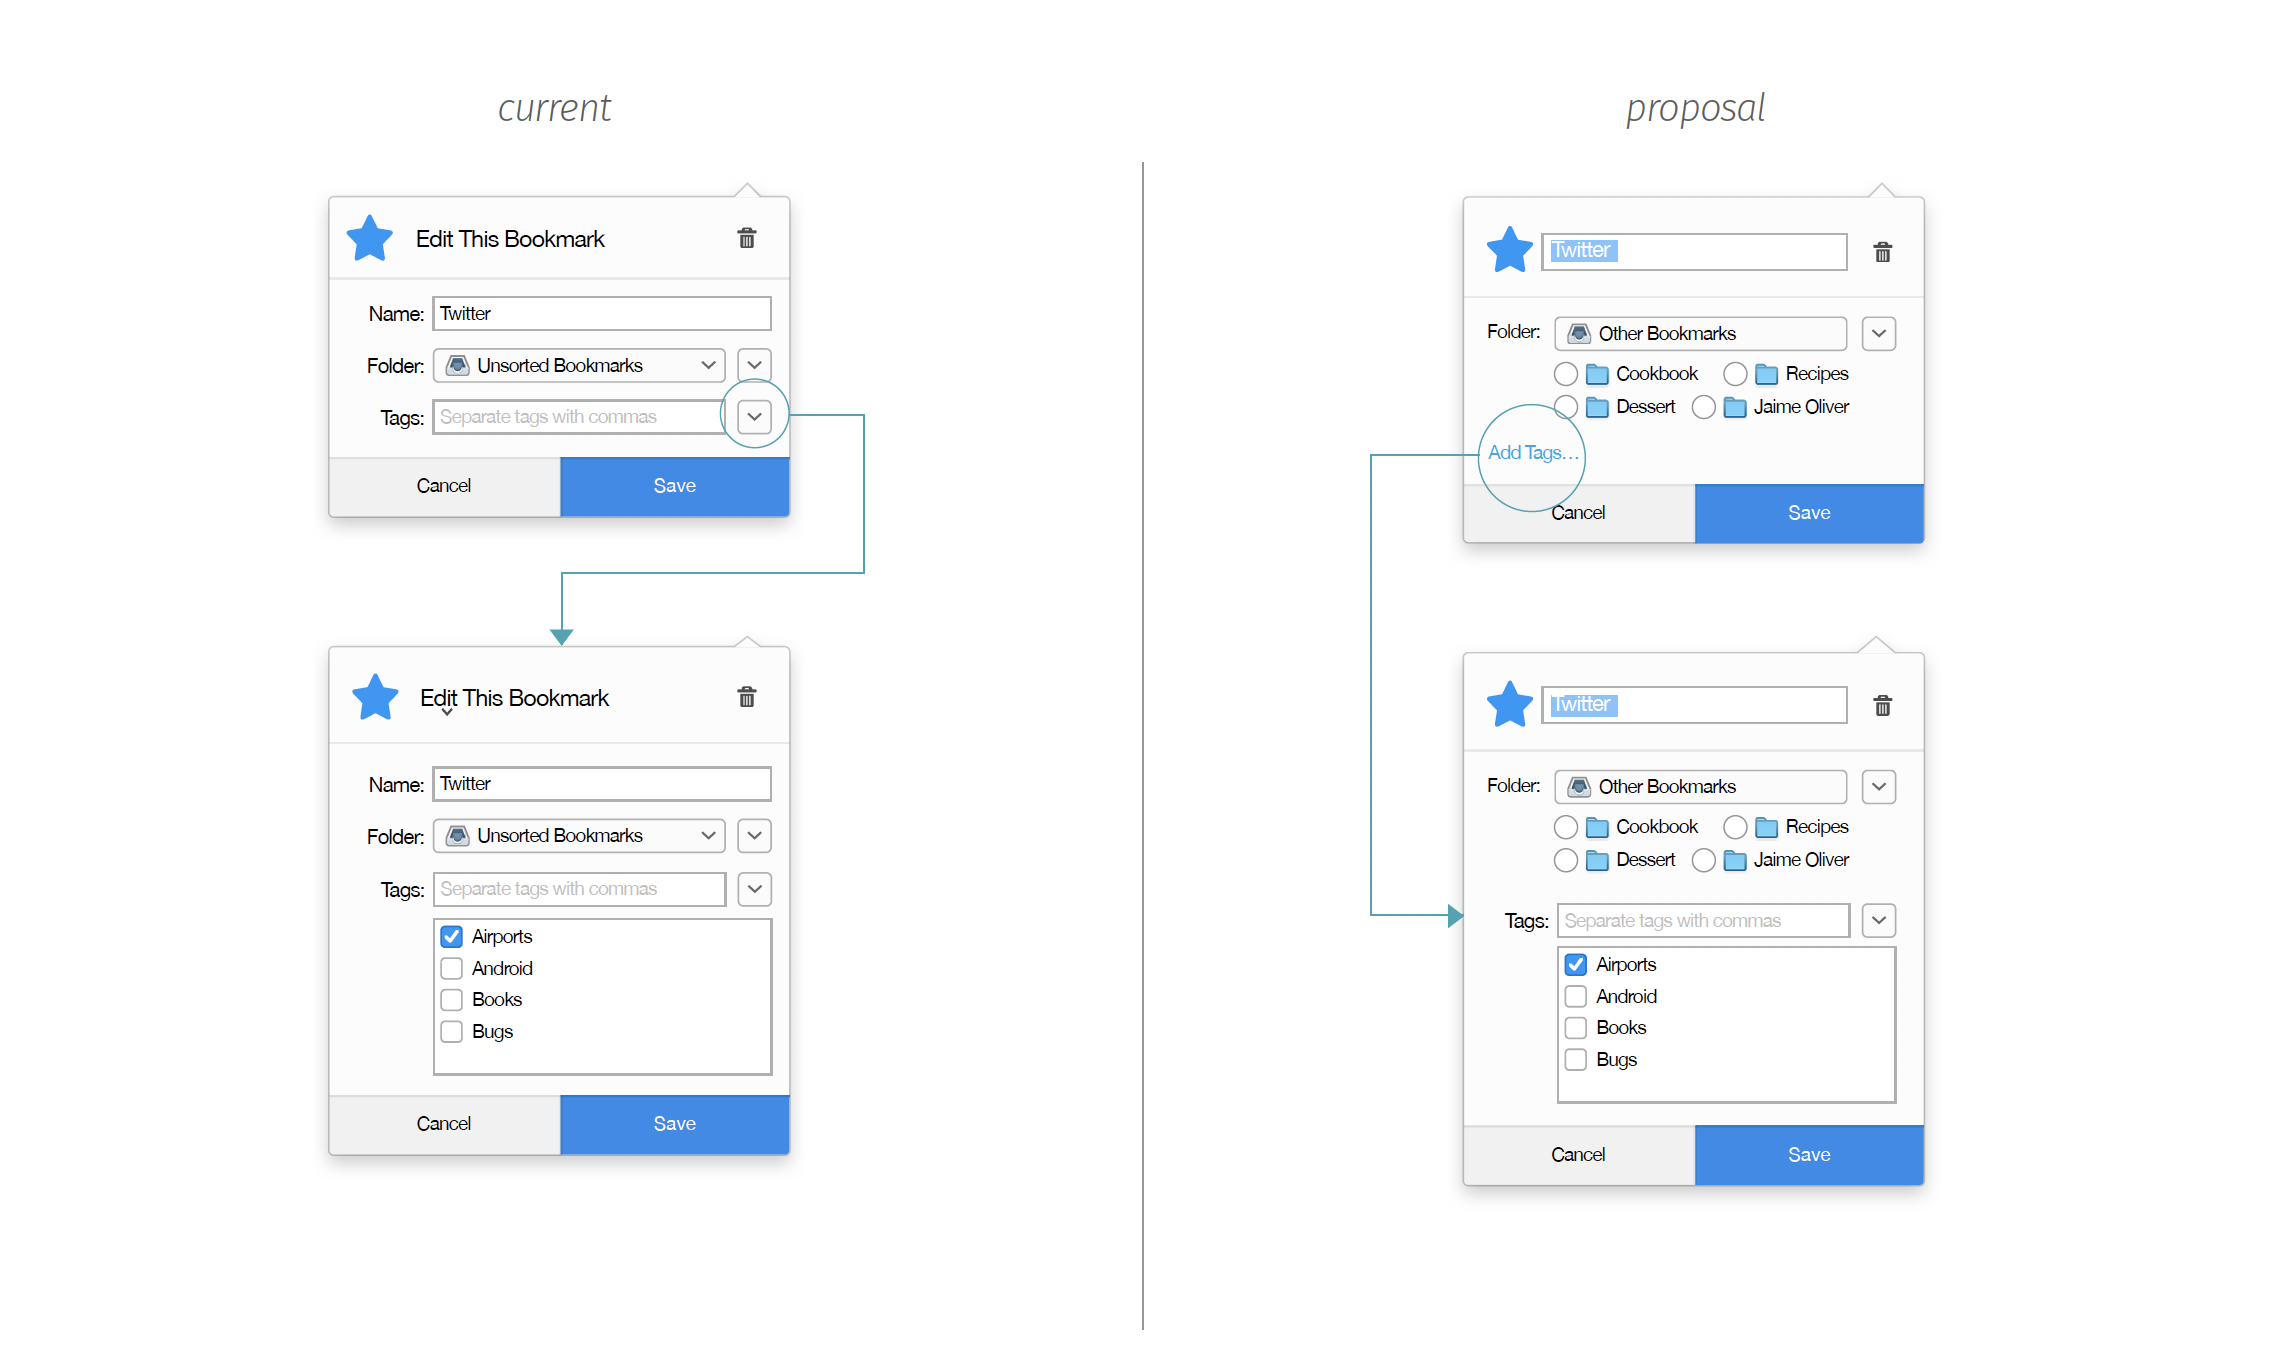 current
Edit This Bookmark
Name: Twitter
Folder: Unsorted Bookmarks
Tags: Separate tags with commas
Cancel Save
Edit This Bookmark
Name: Twitter
Folder: Unsorted Bookmarks
Tags: Separate tags with commas
Airports
Android
Books
Bugs
Cancel Save
proposal
Twitter
Folder: Other Bookmarks
Cookbook Recipes
Dessert Jaime Oliver
Add Tags...
Cancel Save
Twitter
Folder: Other Bookmarks
Cookbook Recipes
Dessert Jaime Oliver
Tags: Separate tags with commas
Airports
Android
Books
Bugs
Cancel Save